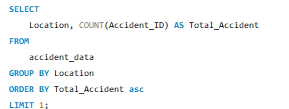 SELECT
Location, COUNT(Accident_ID) AS Total_Accident
FROM
accident_data
GROUP BY Location
ORDER BY Total_Accident asc
LIMIT 1;